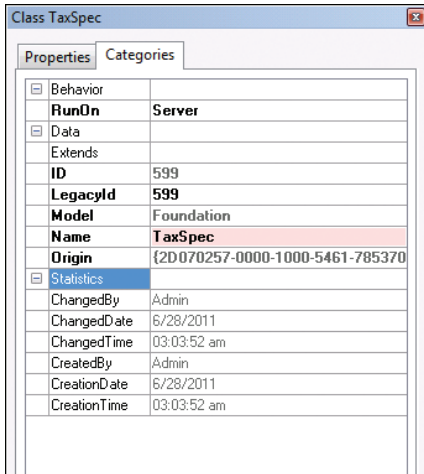 Class TaxSpec
Properties Categories
Behavior
RunOn Server
Data
Extends
ID 599
LegacyId 599
Model Foundation
Name TaxSpec
Origin {2D070257-0000-1000-5461-785370
Statistics
ChangedBy Admin
ChangedDate 6/28/2011
ChangedTime 03:03:52 am
CreatedBy Admin
CreationDate 6/28/2011
CreationTime 03:03:52 am